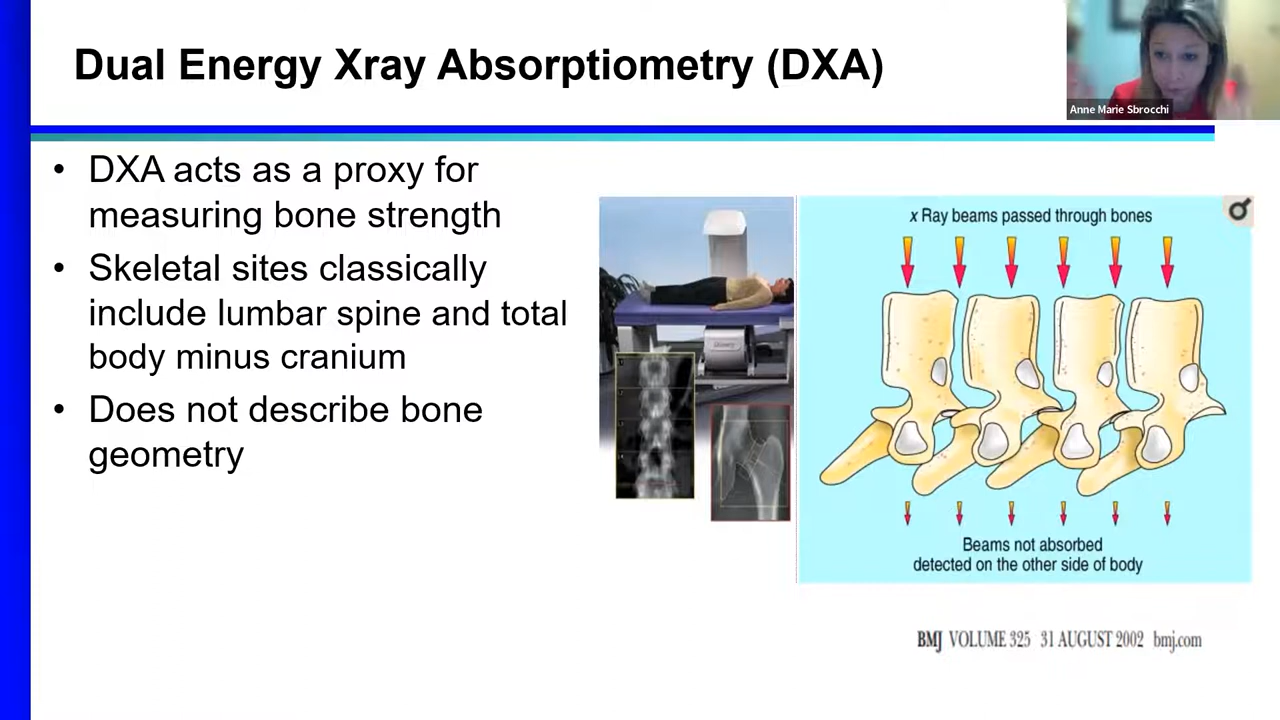 Dual Energy Xray Absorptiometry (DXA)
Anne Marie Sbrocchi
• DXA acts as a proxy for
measuring bone strength
• Skeletal sites classically
include lumbar spine and total
body minus cranium
• Does not describe bone
geometry
x Ray beams passed through bones
Beams not absorbed
detected on the other side of body
BMJ VOLUME 325 31 AUGUST 2002 bmj.com